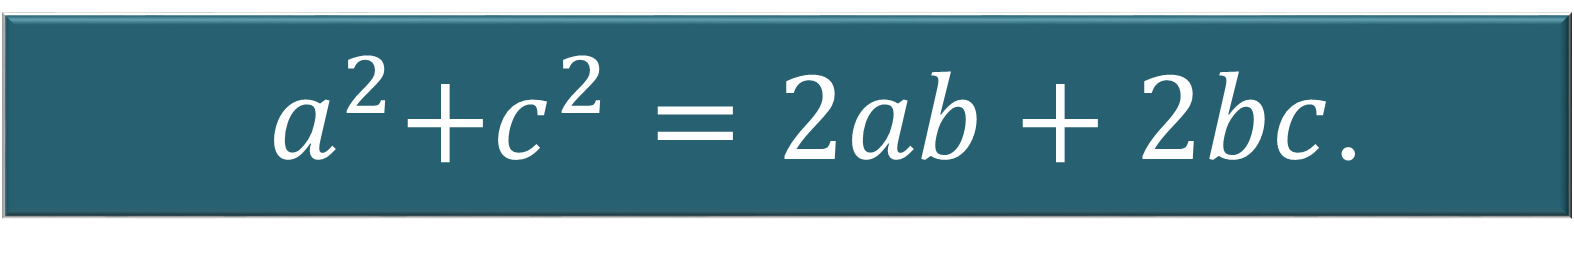 a²+c² = 2ab + 2bc.